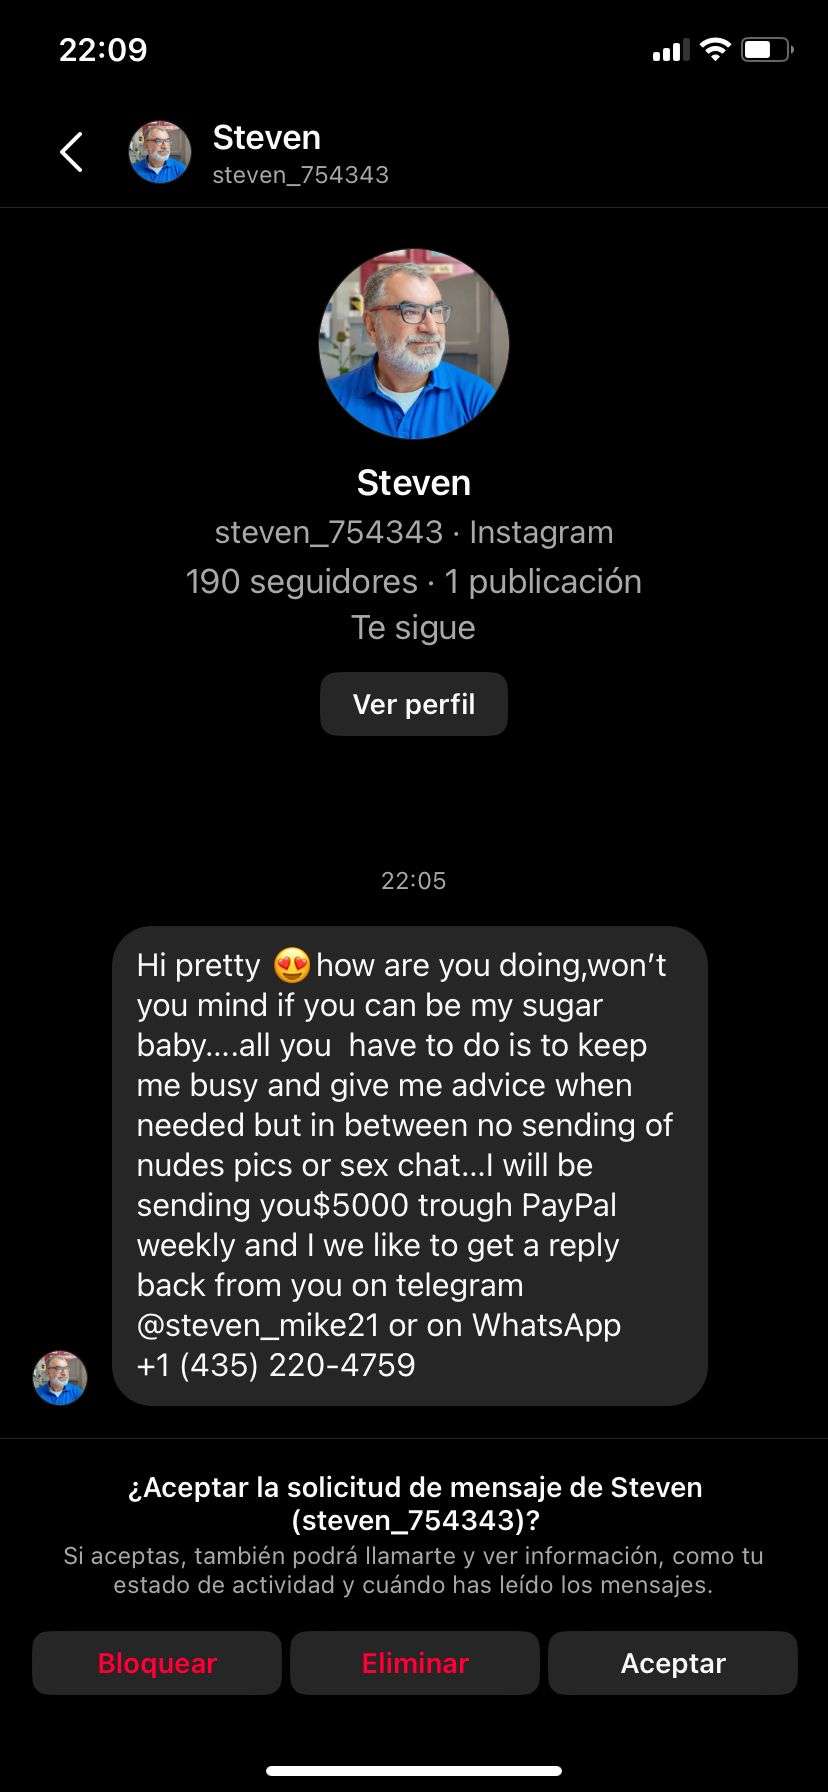 22:09
Steven
steven_754343
Steven
steven_754343 · Instagram
190 seguidores · 1 publicación
Te sigue
Ver perfil
22:05
Hi pretty 😍how are you doing,won't
you mind if you can be my sugar
baby....all you  have to do is to keep
me busy and give me advice when
needed but in between no sending of
nudes pics or sex chat...I will be
sending you$5000 trough PayPal
weekly and I we like to get a reply
back from you on telegram
@steven_mike21 or on WhatsApp
+1 (435) 220-4759
¿Aceptar la solicitud de mensaje de Steven
(steven_754343)?
Si aceptas, también podrá llamarte y ver información, como tu
estado de actividad y cuándo has leído los mensajes.
Bloquear Eliminar Aceptar